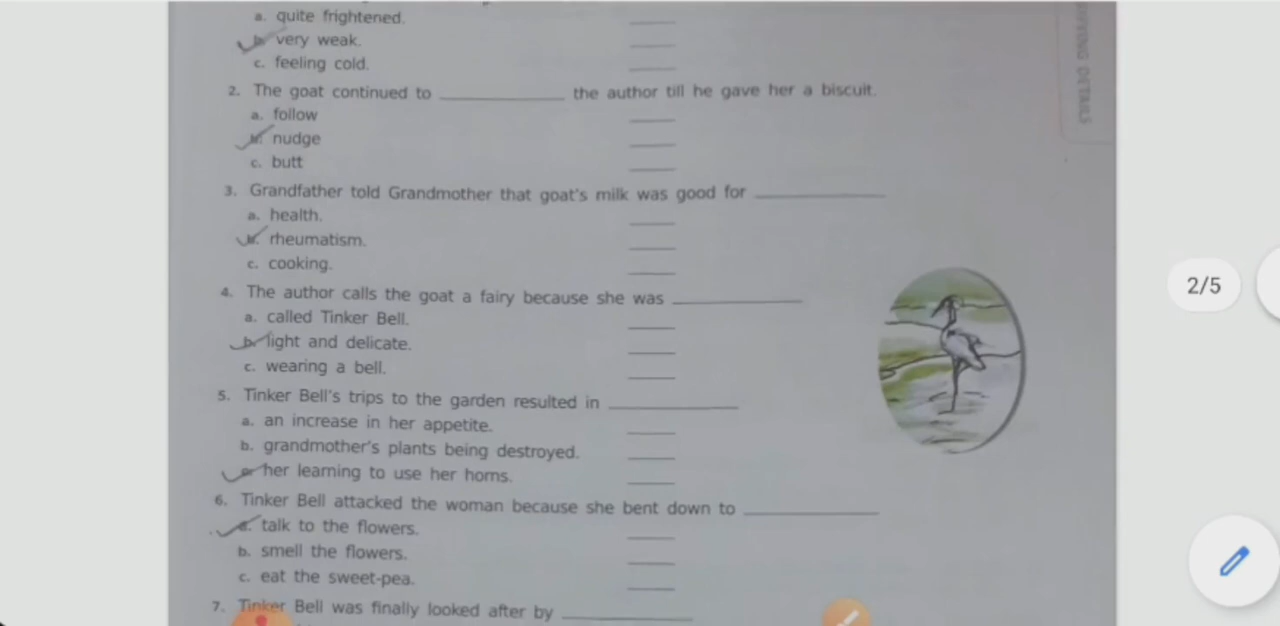 a. quite frightened.
b. very weak.
c. feeling cold.
2. The goat continued to ____________ the author till he gave her a biscuit.
a. follow
b. nudge
c. butt
3. Grandfather told Grandmother that goat's milk was good for ____________
a. health.
b. rheumatism.
c. cooking.
4. The author calls the goat a fairy because she was ____________
a. called Tinker Bell.
b. light and delicate.
c. wearing a bell.
5. Tinker Bell's trips to the garden resulted in ____________
a. an increase in her appetite.
b. grandmother's plants being destroyed.
c. her learning to use her horns.
6. Tinker Bell attacked the woman because she bent down to ____________
a. talk to the flowers.
b. smell the flowers.
c. eat the sweet-pea.
7. Tinker Bell was finally looked after by ____________
DETAILS
2/5